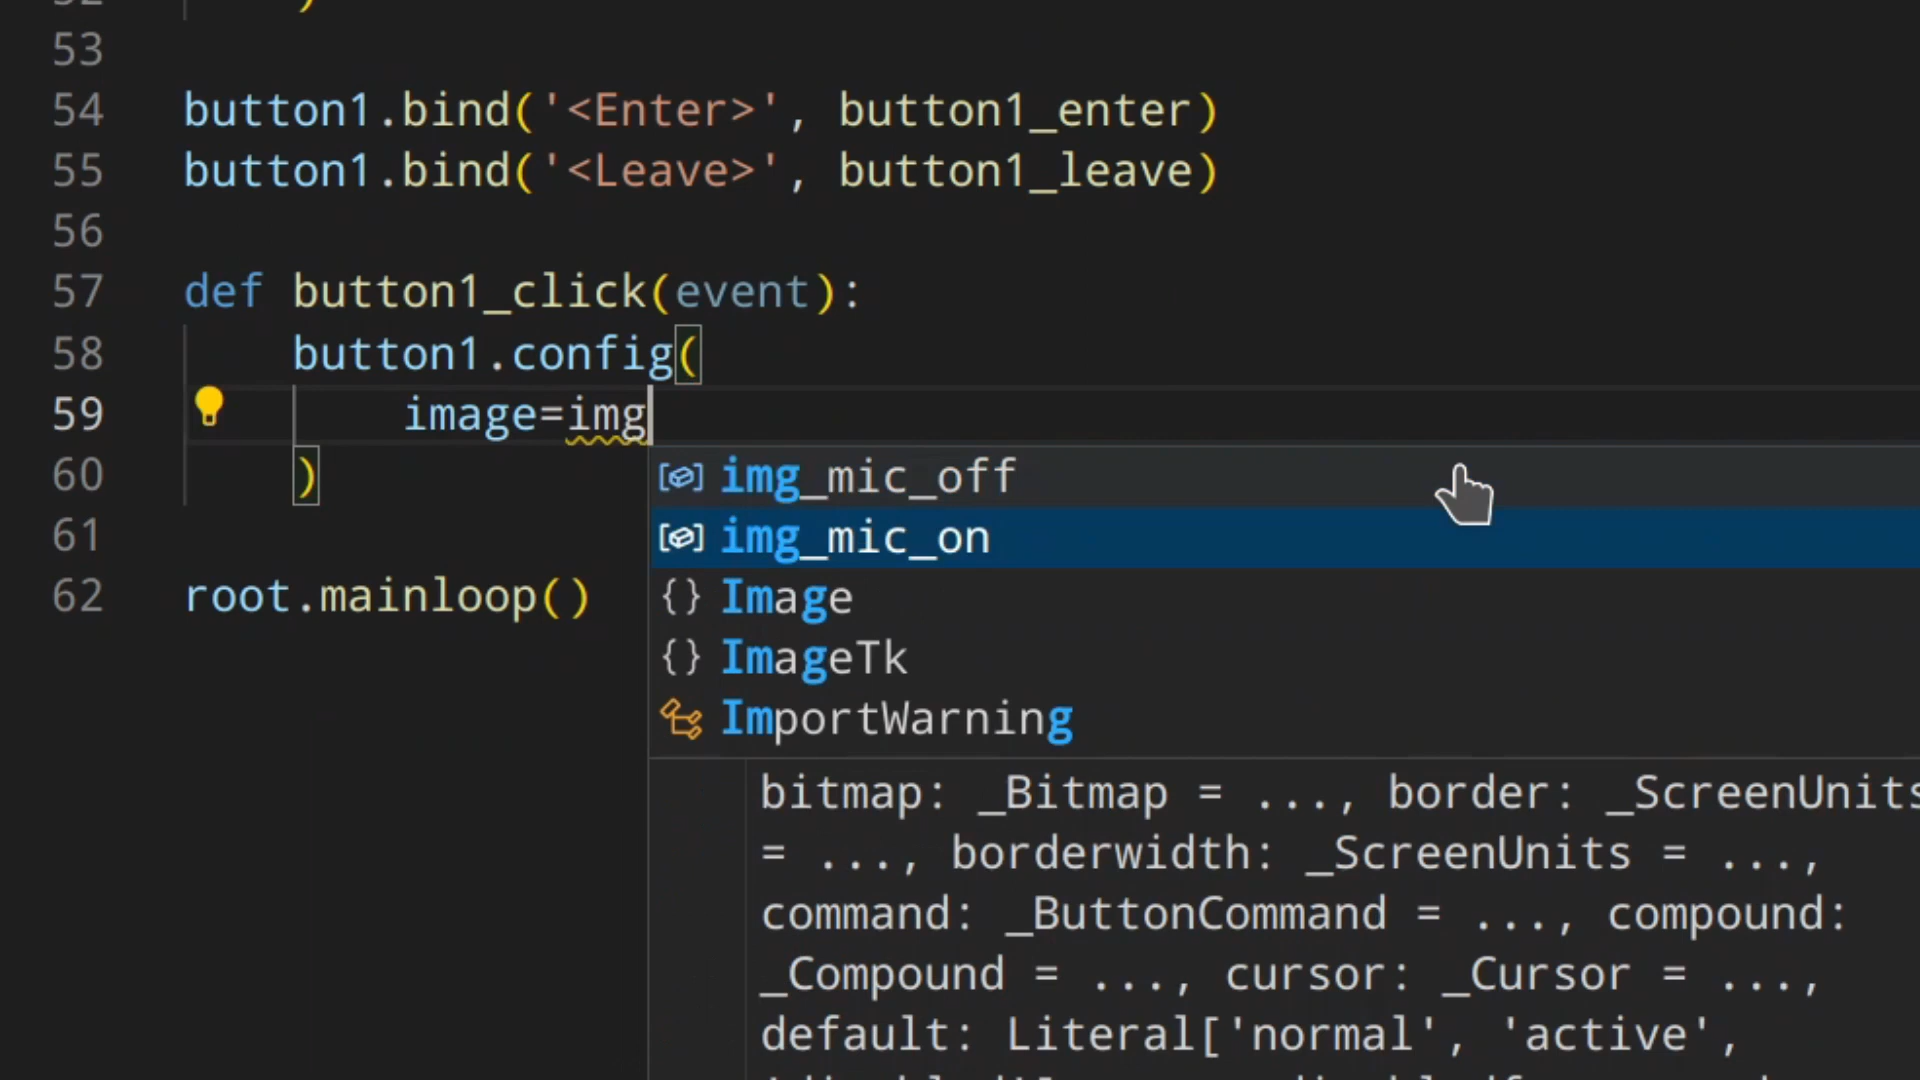 )
53
54 button1.bind('<Enter>', button1_enter)
55 button1.bind('<Leave>', button1_leave)
56
57 def button1_click(event):
58 button1.config(
59 image=img
60 )
61
62 root.mainloop()
img_mic_off
img_mic_on
{} Image
{} ImageTk
ImportWarning
bitmap: _Bitmap = ..., border: _ScreenUnits
= ..., borderwidth: _ScreenUnits = ...,
command: _ButtonCommand = ..., compound:
_Compound = ..., cursor: _Cursor = ...,
default: Literal['normal', 'active',